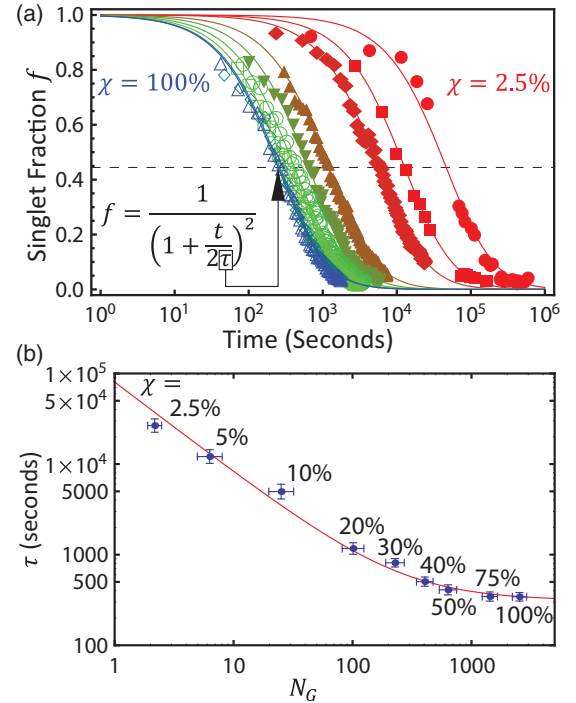 (a)
1.0
0.8
0.6
0.4
0.2
0.0
Singlet Fraction f
χ = 100%
χ = 2.5%
f = 1 / (1 + t/2τ)²
10⁰ 10¹ 10² 10³ 10⁴ 10⁵ 10⁶
Time (Seconds)
(b)
1×10⁵
5×10⁴
1×10⁴
5000
1000
500
100
τ (seconds)
χ =
2.5%
5%
10%
20%
30%
40%
50%
75%
100%
1 10 100 1000
N_G